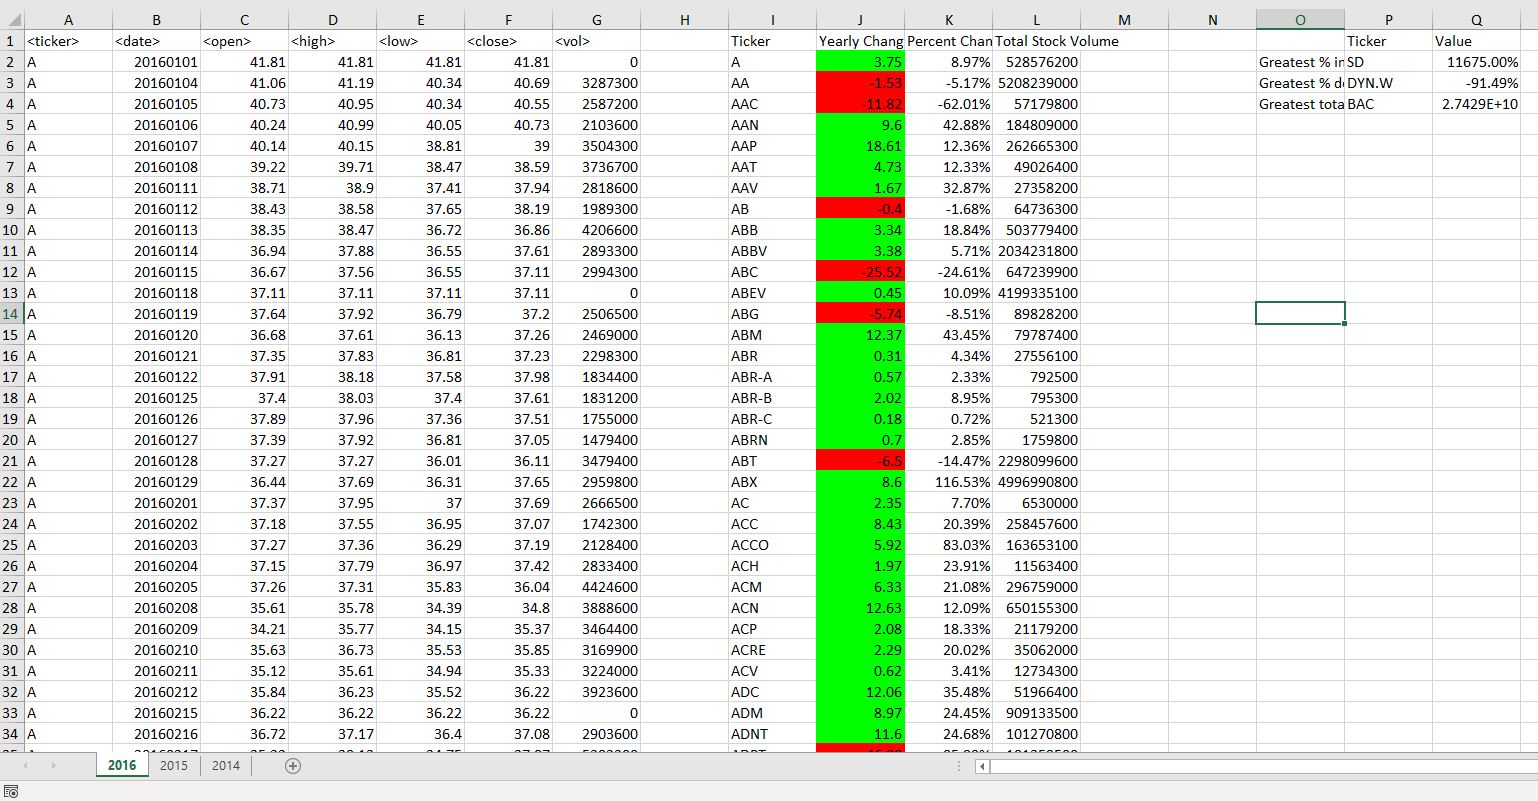 A B C D E F G H I J K L M N O P Q
1 <ticker> <date> <open> <high> <low> <close> <vol> Ticker Yearly Chang Percent Chan Total Stock Volume Ticker Value
2 A 20160101 41.81 41.81 41.81 41.81 0 A 3.75 8.97% 528576200 Greatest % in SD 11675.00%
3 A 20160104 41.06 41.19 40.34 40.69 3287300 AA -1.53 -5.17% 5208239000 Greatest % de DYN.W -91.49%
4 A 20160105 40.73 40.95 40.34 40.55 2587200 AAC -11.82 -62.01% 57179800 Greatest tota BAC 2.7429E+10
5 A 20160106 40.24 40.99 40.05 40.73 2103600 AAN 9.6 42.88% 184809000
6 A 20160107 40.14 40.15 38.81 39 3504300 AAP 18.61 12.36% 262665300
7 A 20160108 39.22 39.71 38.47 38.59 3736700 AAT 4.73 12.33% 49026400
8 A 20160111 38.71 38.9 37.41 37.94 2818600 AAV 1.67 32.87% 27358200
9 A 20160112 38.43 38.58 37.65 38.19 1989300 AB -0.4 -1.68% 64736300
10 A 20160113 38.35 38.47 36.72 36.86 4206600 ABB 3.34 18.84% 503779400
11 A 20160114 36.94 37.88 36.55 37.61 2893300 ABBV 3.38 5.71% 2034231800
12 A 20160115 36.67 37.56 36.55 37.11 2994300 ABC -25.52 -24.61% 647239900
13 A 20160118 37.11 37.11 37.11 37.11 0 ABEV 0.45 10.09% 4199335100
14 A 20160119 37.64 37.92 36.79 37.2 2506500 ABG -5.74 -8.51% 89828200
15 A 20160120 36.68 37.61 36.13 37.26 2469000 ABM 12.37 43.45% 79787400
16 A 20160121 37.35 37.83 36.81 37.23 2298300 ABR 0.31 4.34% 27556100
17 A 20160122 37.91 38.18 37.58 37.98 1834400 ABR-A 0.57 2.33% 792500
18 A 20160125 37.4 38.03 37.4 37.61 1831200 ABR-B 2.02 8.95% 795300
19 A 20160126 37.89 37.96 37.36 37.51 1755000 ABR-C 0.18 0.72% 521300
20 A 20160127 37.39 37.92 36.81 37.05 1479400 ABRN 0.7 2.85% 1759800
21 A 20160128 37.27 37.27 36.01 36.11 3479400 ABT -6.5 -14.47% 2298099600
22 A 20160129 36.44 37.69 36.31 37.65 2959800 ABX 8.6 116.53% 4996990800
23 A 20160201 37.37 37.95 37 37.69 2666500 AC 2.35 7.70% 6530000
24 A 20160202 37.18 37.55 36.95 37.07 1742300 ACC 8.43 20.39% 258457600
25 A 20160203 37.27 37.36 36.29 37.19 2128400 ACCO 5.92 83.03% 163653100
26 A 20160204 37.15 37.79 36.97 37.42 2833400 ACH 1.97 23.91% 11563400
27 A 20160205 37.26 37.31 35.83 36.04 4424600 ACM 6.33 21.08% 296759000
28 A 20160208 35.61 35.78 34.39 34.8 3888600 ACN 12.63 12.09% 650155300
29 A 20160209 34.21 35.77 34.15 35.37 3464400 ACP 2.08 18.33% 21179200
30 A 20160210 35.63 36.73 35.53 35.85 3169900 ACRE 2.29 20.02% 35062000
31 A 20160211 35.12 35.61 34.94 35.33 3224000 ACV 0.62 3.41% 12734300
32 A 20160212 35.84 36.23 35.52 36.22 3923600 ADC 12.06 35.48% 51966400
33 A 20160215 36.22 36.22 36.22 36.22 0 ADM 8.97 24.45% 909133500
34 A 20160216 36.72 37.17 36.4 37.08 2903600 ADNT 11.6 24.68% 101270800
2016 2015 2014